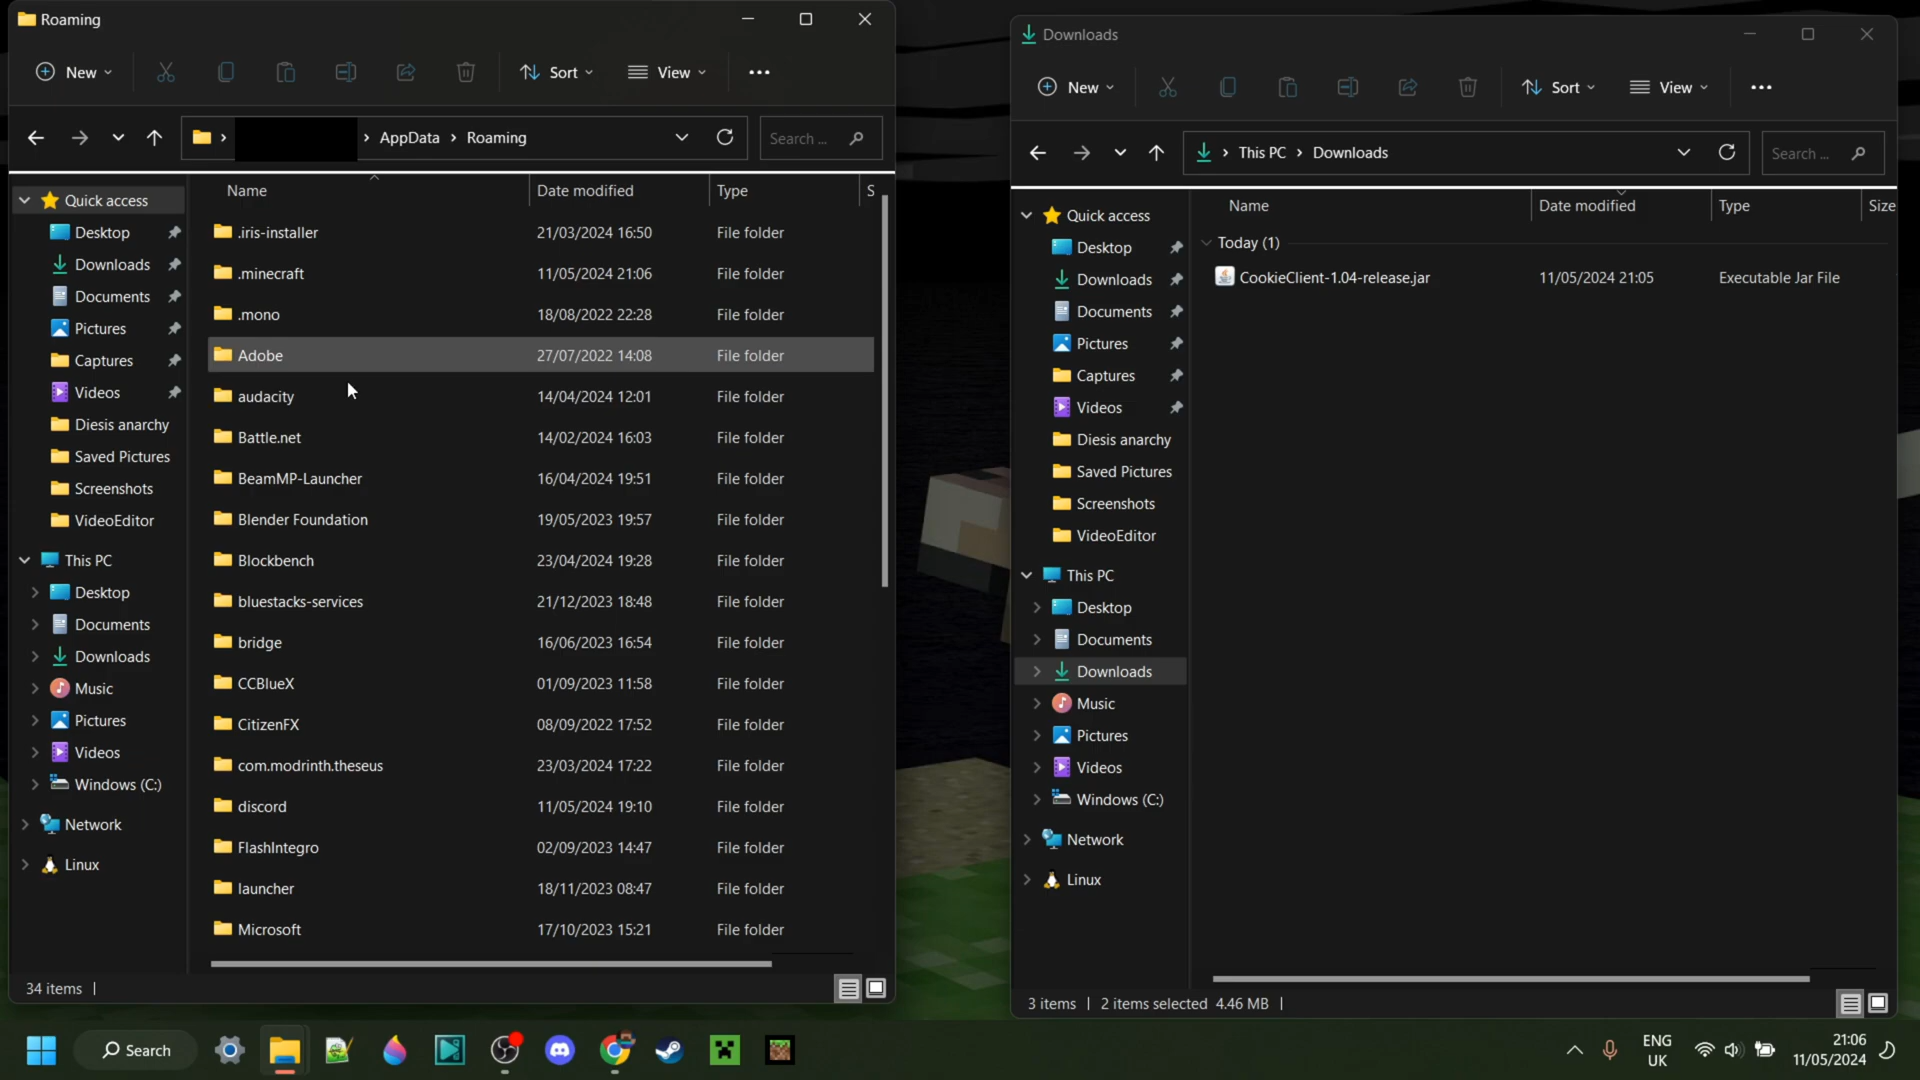 Roaming
New
Sort
View
AppData
Roaming
Search ...
Name
Date modified
Type
S
Quick access
Desktop
Downloads
Documents
Pictures
Captures
Videos
Diesis anarchy
Saved Pictures
Screenshots
VideoEditor
This PC
Desktop
Documents
Downloads
Music
Pictures
Videos
Windows (C:)
Network
Linux
.iris-installer 21/03/2024 16:50 File folder
.minecraft 11/05/2024 21:06 File folder
.mono 18/08/2022 22:28 File folder
Adobe 27/07/2022 14:08 File folder
audacity 14/04/2024 12:01 File folder
Battle.net 14/02/2024 16:03 File folder
BeamMP-Launcher 16/04/2024 19:51 File folder
Blender Foundation 19/05/2023 19:57 File folder
Blockbench 23/04/2024 19:28 File folder
bluestacks-services 21/12/2023 18:48 File folder
bridge 16/06/2023 16:54 File folder
CCBlueX 01/09/2023 11:58 File folder
CitizenFX 08/09/2022 17:52 File folder
com.modrinth.theseus 23/03/2024 17:22 File folder
discord 11/05/2024 19:10 File folder
FlashIntegro 02/09/2023 14:47 File folder
launcher 18/11/2023 08:47 File folder
Microsoft 17/10/2023 15:21 File folder
34 items
Downloads
New
Sort
View
This PC
Downloads
Search ...
Name
Date modified
Type
Size
Quick access
Desktop
Downloads
Documents
Pictures
Captures
Videos
Diesis anarchy
Saved Pictures
Screenshots
VideoEditor
This PC
Desktop
Documents
Downloads
Music
Pictures
Videos
Windows (C:)
Network
Linux
Today (1)
CookieClient-1.04-release.jar 11/05/2024 21:05 Executable Jar File
3 items
2 items selected 4.46 MB
Search
ENG
UK
21:06
11/05/2024